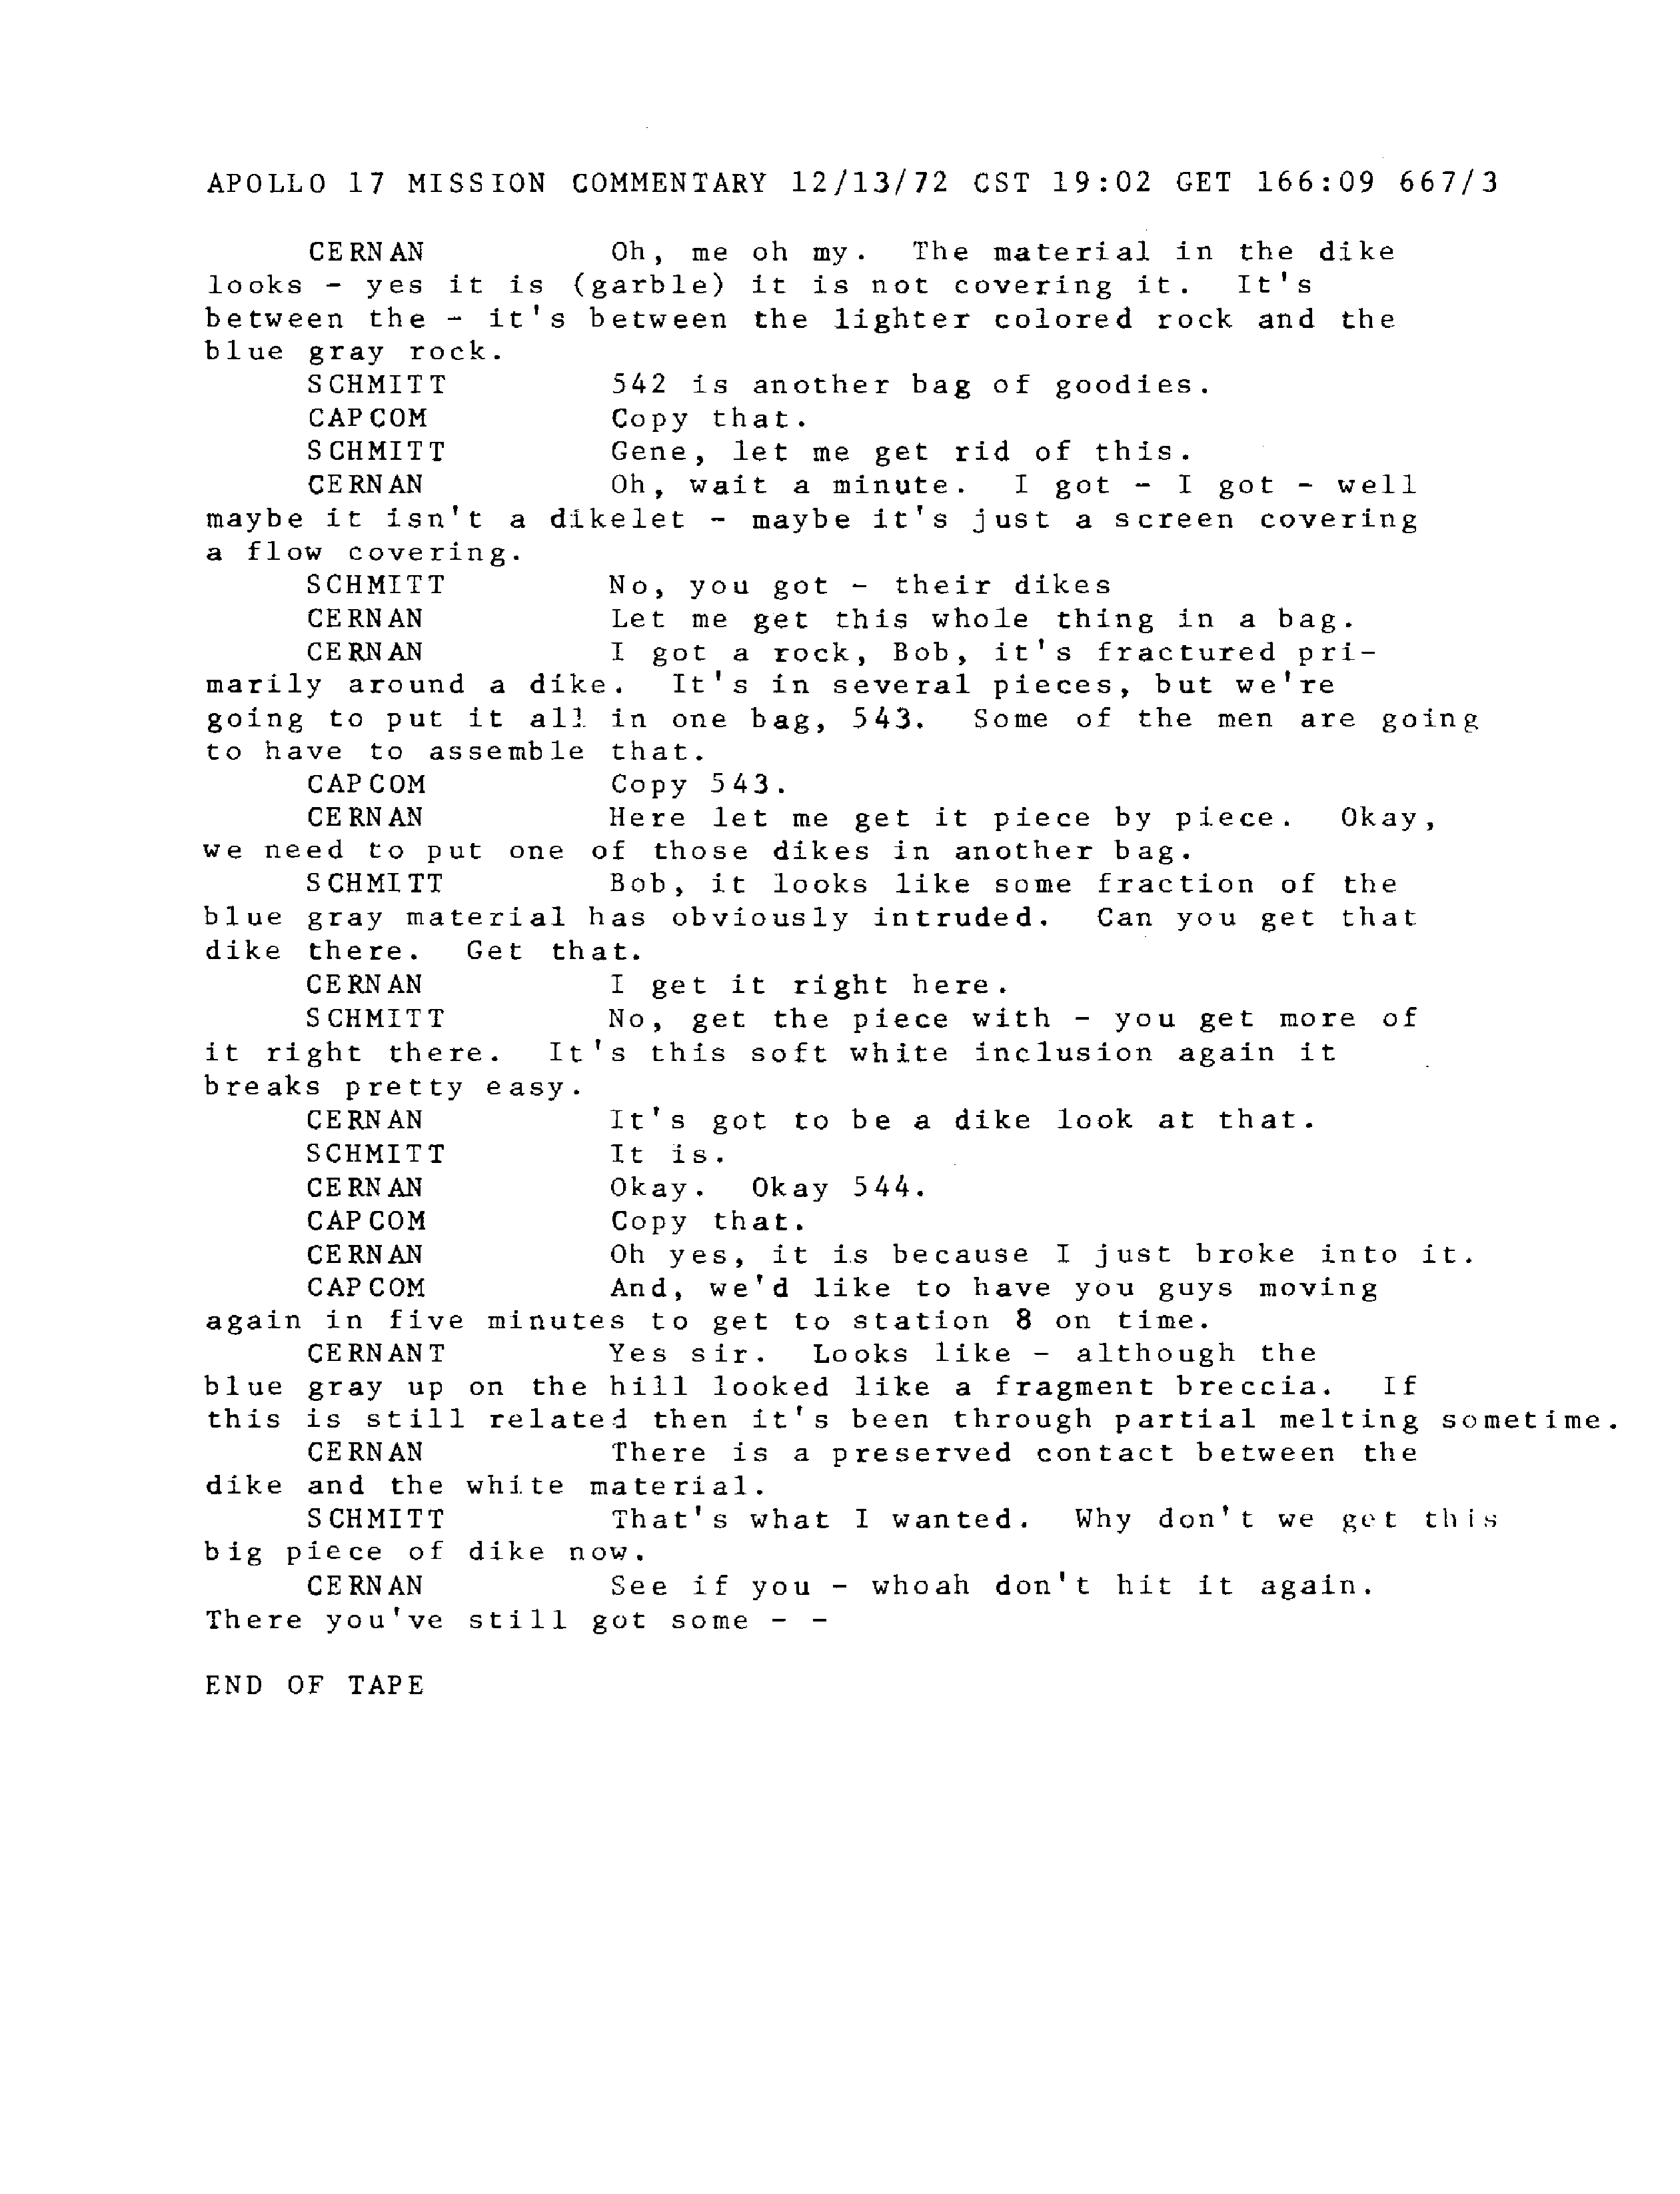 APOLLO 17 MISSION COMMENTARY 12/13/72 CST 19:02 GET 166:09 667/3
CERNAN Oh, me oh my. The material in the dike
looks - yes it is (garble) it is not covering it. It's
between the - it's between the lighter colored rock and the
blue gray rock.
SCHMITT 542 is another bag of goodies.
CAPCOM Copy that.
SCHMITT Gene, let me get rid of this.
CERNAN Oh, wait a minute. I got - I got - well
maybe it isn't a dikelet - maybe it's just a screen covering
a flow covering.
SCHMITT No, you got - their dikes
CERNAN Let me get this whole thing in a bag.
CERNAN I got a rock, Bob, it's fractured pri-
marily around a dike. It's in several pieces, but we're
going to put it all in one bag, 543. Some of the men are going
to have to assemble that.
CAPCOM Copy 543.
CERNAN Here let me get it piece by piece. Okay,
we need to put one of those dikes in another bag.
SCHMITT Bob, it looks like some fraction of the
blue gray material has obviously intruded. Can you get that
dike there. Get that.
CERNAN I get it right here.
SCHMITT No, get the piece with - you get more of
it right there. It's this soft white inclusion again it
breaks pretty easy.
CERNAN It's got to be a dike look at that.
SCHMITT It is.
CERNAN Okay. Okay 544.
CAPCOM Copy that.
CERNAN Oh yes, it is because I just broke into it.
CAPCOM And, we'd like to have you guys moving
again in five minutes to get to station 8 on time.
CERNANT Yes sir. Looks like - although the
blue gray up on the hill looked like a fragment breccia. If
this is still related then it's been through partial melting sometime.
CERNAN There is a preserved contact between the
dike and the white material.
SCHMITT That's what I wanted. Why don't we get this
big piece of dike now.
CERNAN See if you - whoah don't hit it again.
There you've still got some - -
END OF TAPE